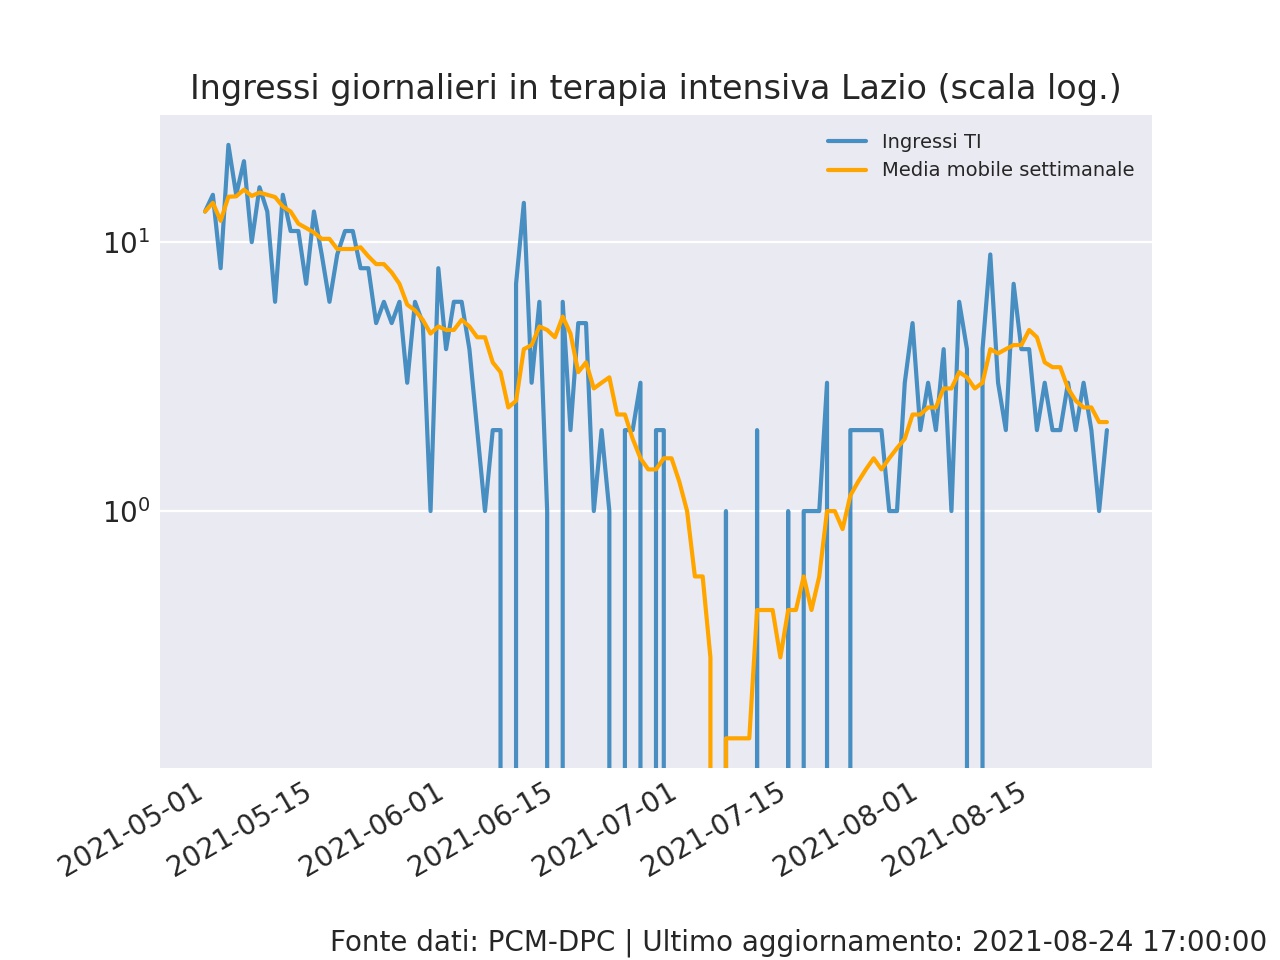 Ingressi giornalieri in terapia intensiva Lazio (scala log.)
Ingressi TI
Media mobile settimanale
10¹
10⁰
2021-05-01
2021-05-15
2021-06-01
2021-06-15
2021-07-01
2021-07-15
2021-08-01
2021-08-15
Fonte dati: PCM-DPC | Ultimo aggiornamento: 2021-08-24 17:00:00